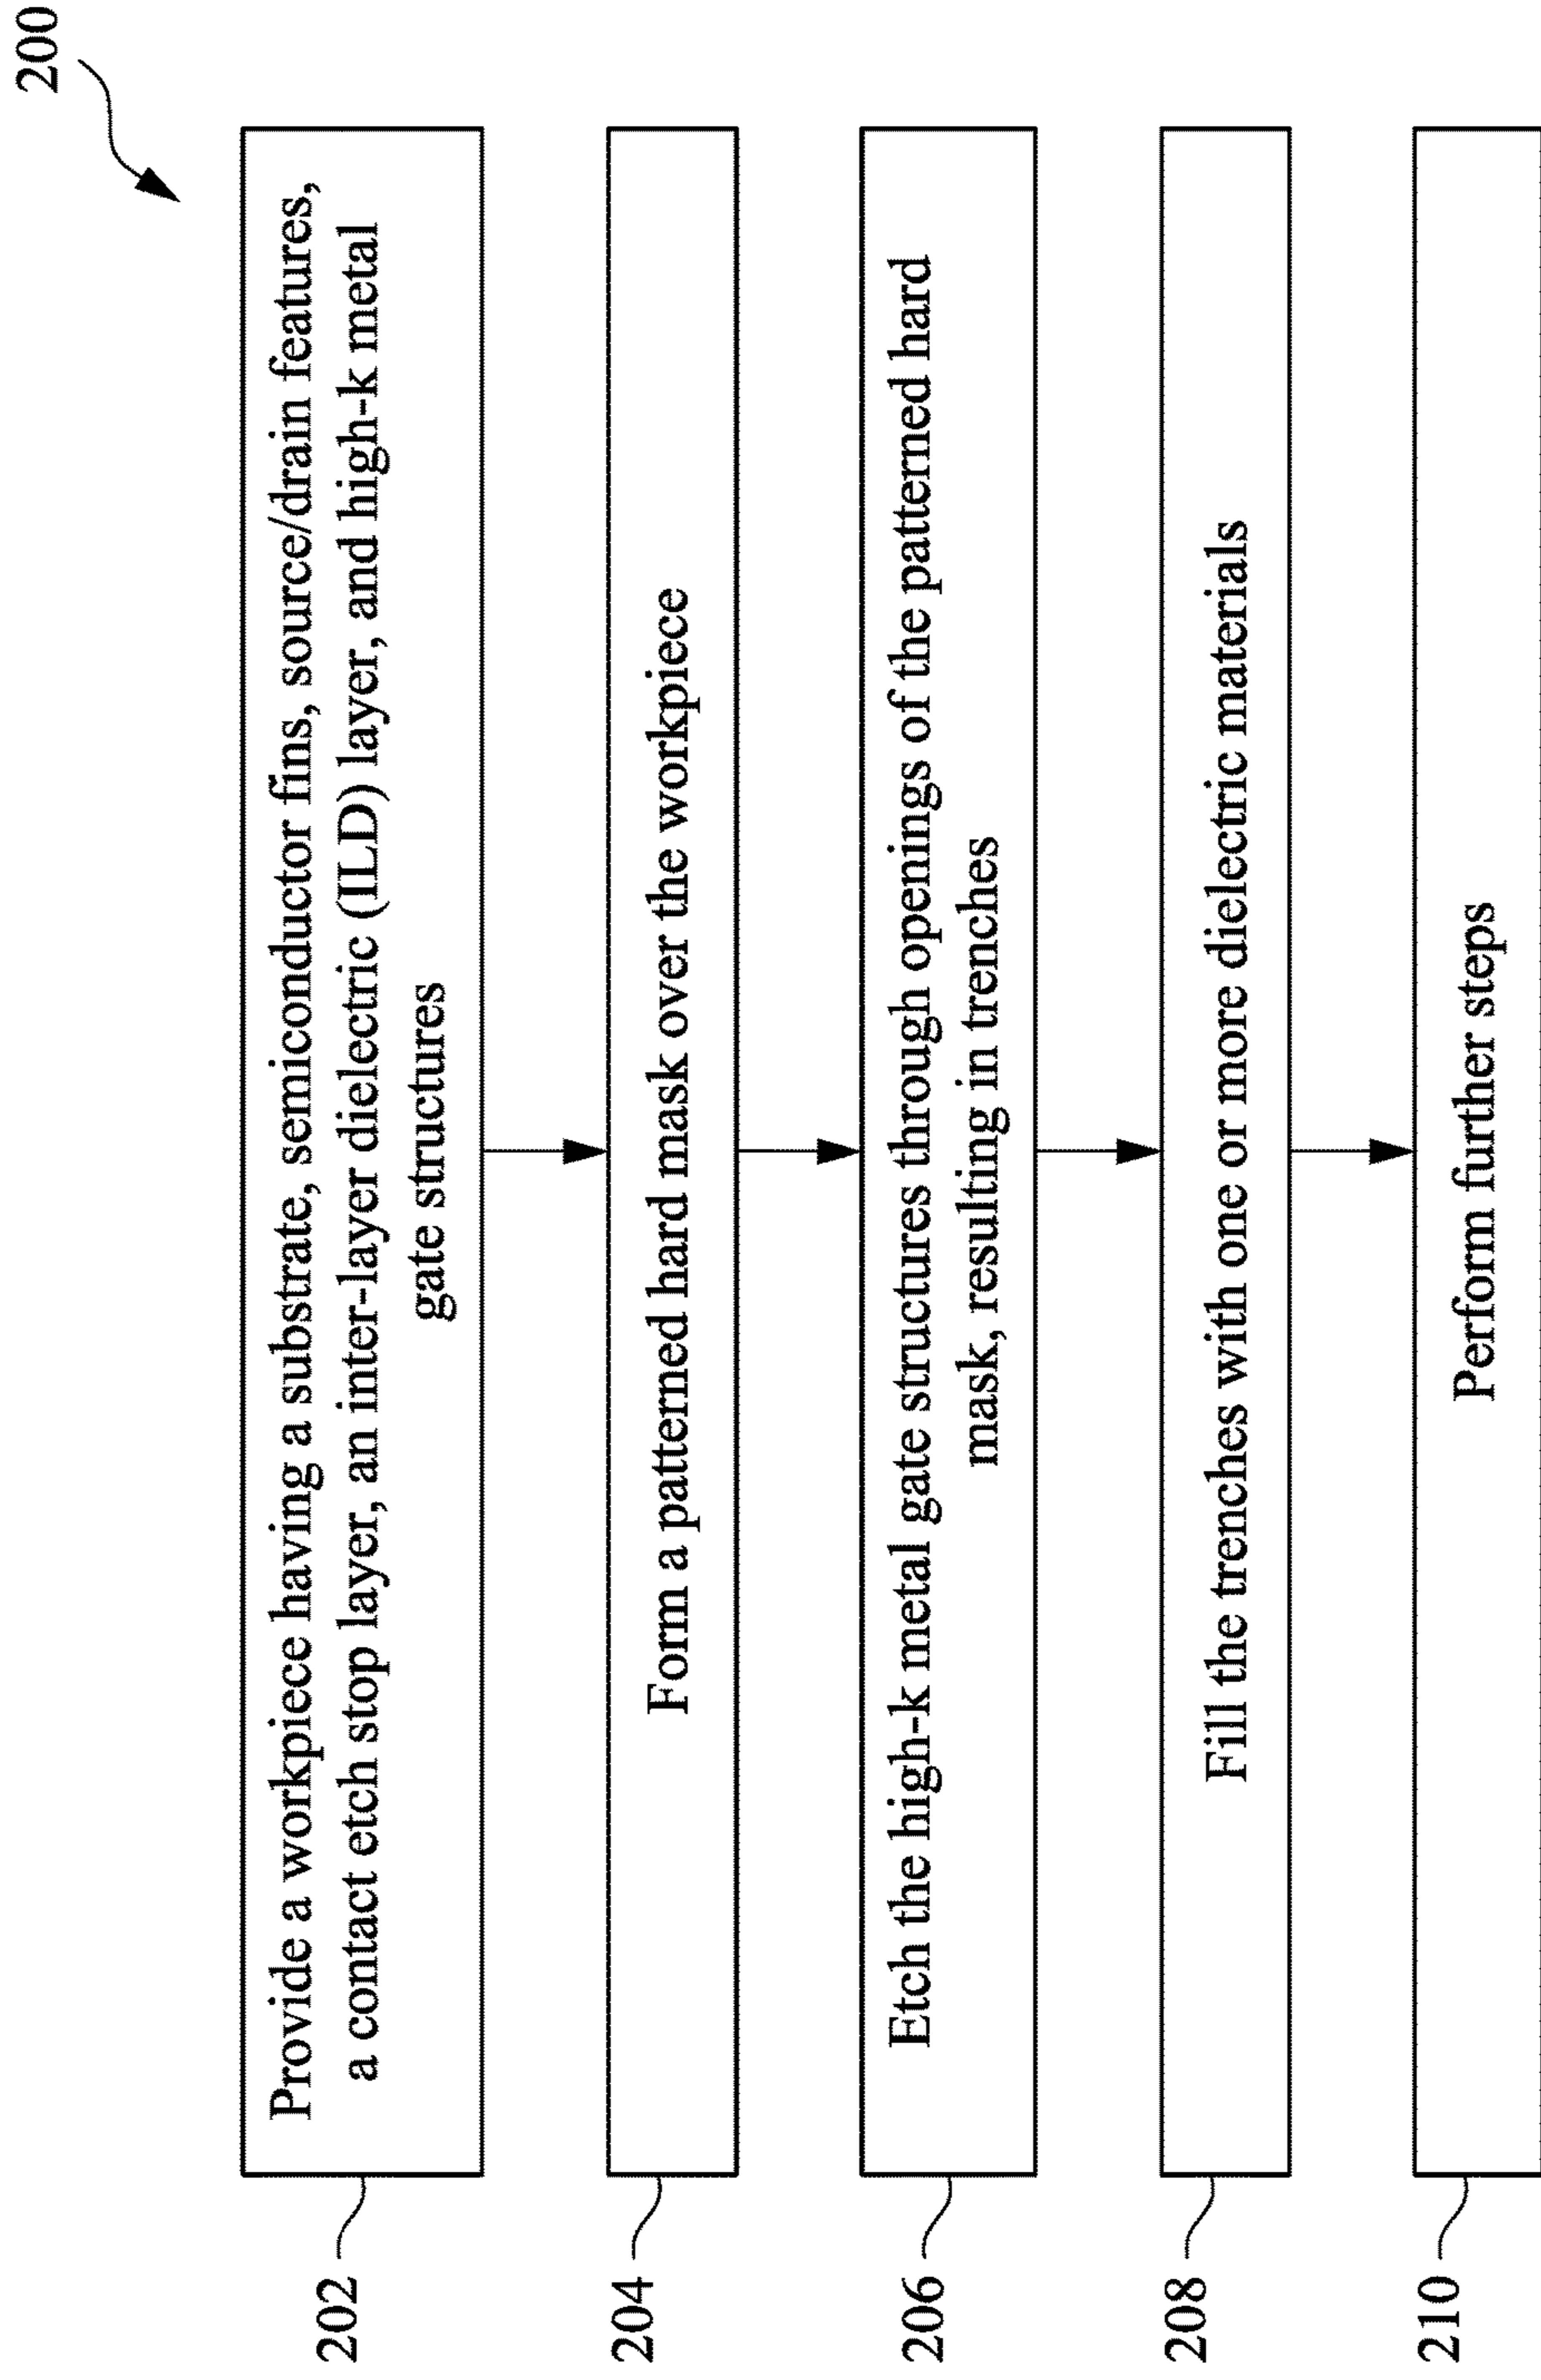 200
202
Provide a workpiece having a substrate, semiconductor fins, source/drain features,
a contact etch stop layer, an inter-layer dielectric (ILD) layer, and high-k metal
gate structures
204
Form a patterned hard mask over the workpiece
206
Etch the high-k metal gate structures through openings of the patterned hard
mask, resulting in trenches
208
Fill the trenches with one or more dielectric materials
210
Perform further steps